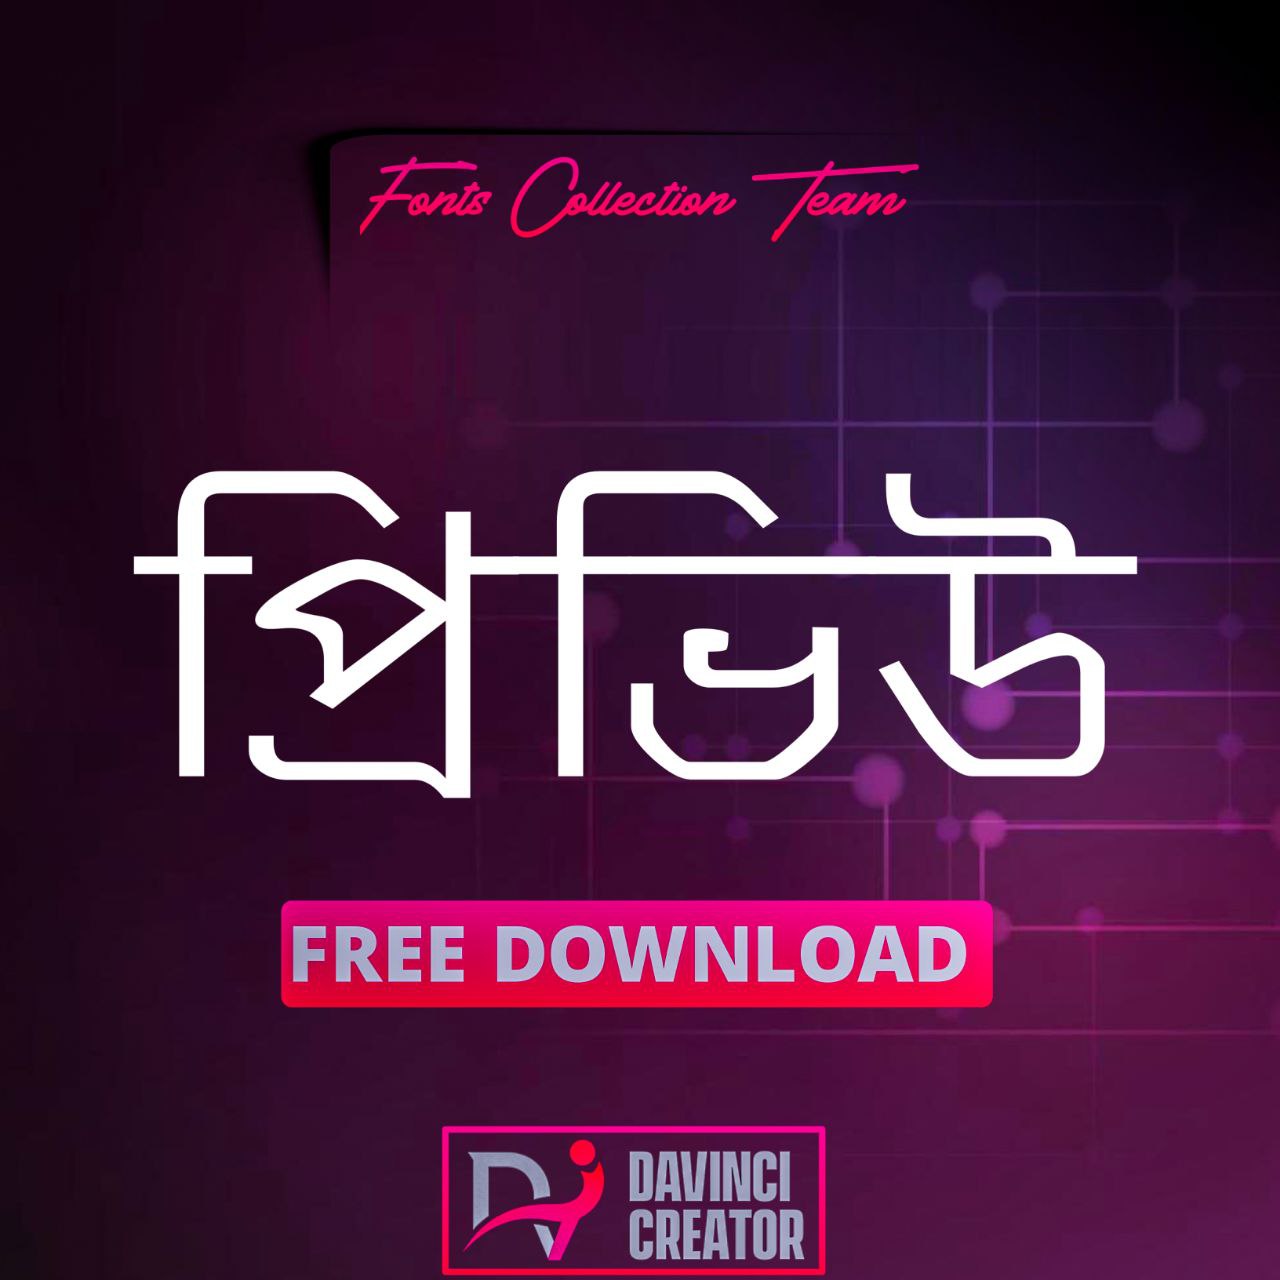 Fonts Collection Team
প্রিভিউ
FREE DOWNLOAD
DAVINCI
CREATOR